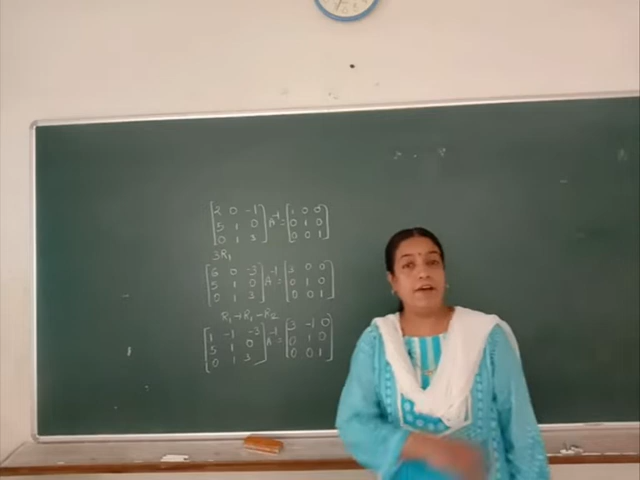 [2 0 -1] A⁻¹ = [1 0 0]
[5 1 0] [0 1 0]
[0 1 3] [0 0 1]
3R₁
[6 0 -3] A⁻¹ = [3 0 0]
[5 1 0] [0 1 0]
[0 1 3] [0 0 1]
R₁→R₁-R₂
[1 -1 -3] A⁻¹ = [3 -1 0]
[5 1 0] [0 1 0]
[0 1 3] [0 0 1]